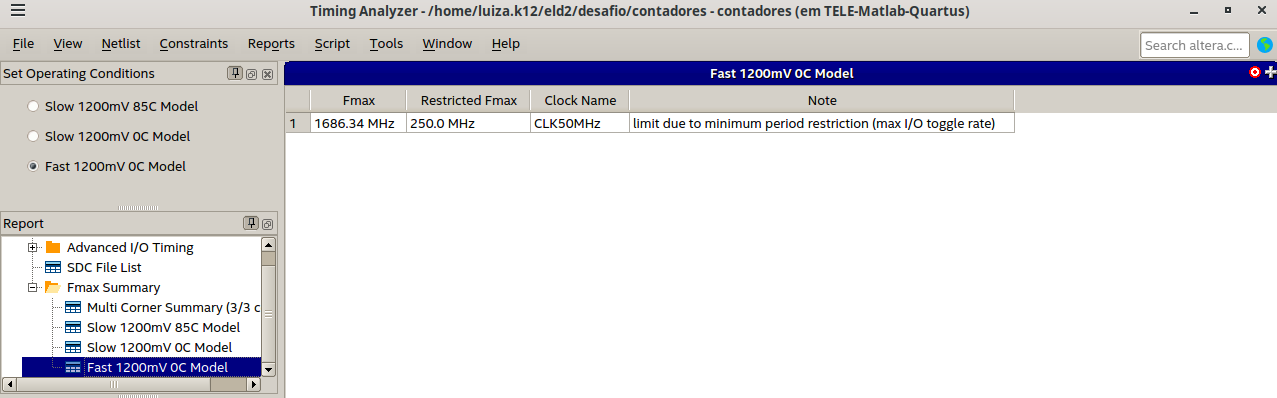 Timing Analyzer - /home/luiza.k12/eld2/desafio/contadores - contadores (em TELE-Matlab-Quartus)
File View Netlist Constraints Reports Script Tools Window Help
Search altera.c...
Set Operating Conditions
Slow 1200mV 85C Model
Slow 1200mV 0C Model
Fast 1200mV 0C Model
Report
Advanced I/O Timing
SDC File List
Fmax Summary
Multi Corner Summary (3/3 c
Slow 1200mV 85C Model
Slow 1200mV 0C Model
Fast 1200mV 0C Model
Fast 1200mV 0C Model
Fmax Restricted Fmax Clock Name Note
1 1686.34 MHz 250.0 MHz CLK50MHz limit due to minimum period restriction (max I/O toggle rate)